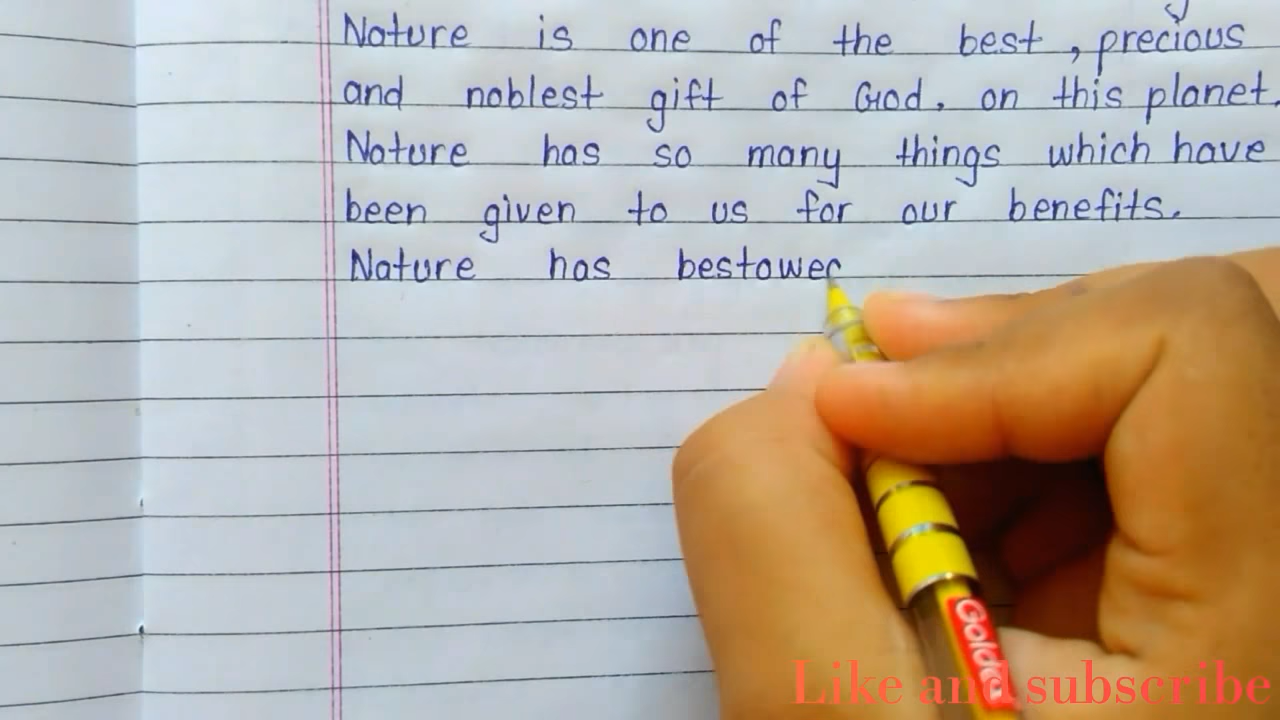 Nature is one of the best, precious
and noblest gift of God. on this planet.
Nature has so many things which have
been given to us for our benefits.
Nature has bestowed
Golde
Like and subscribe